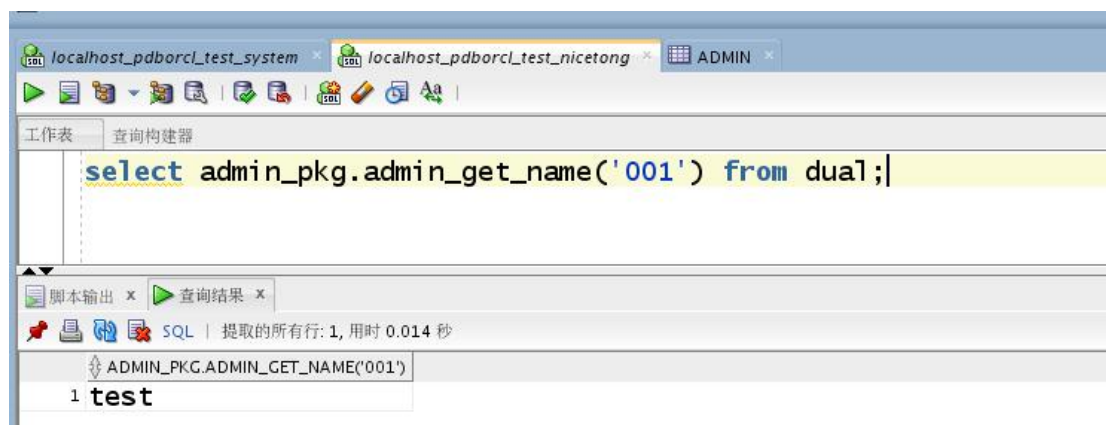 localhost_pdborcl_test_system × localhost_pdborcl_test_nicetong × ADMIN ×
工作表 查询构建器
select admin_pkg.admin_get_name('001') from dual;
脚本输出 × 查询结果 ×
SQL | 提取的所有行: 1, 用时 0.014 秒
ADMIN_PKG.ADMIN_GET_NAME('001')
1 test